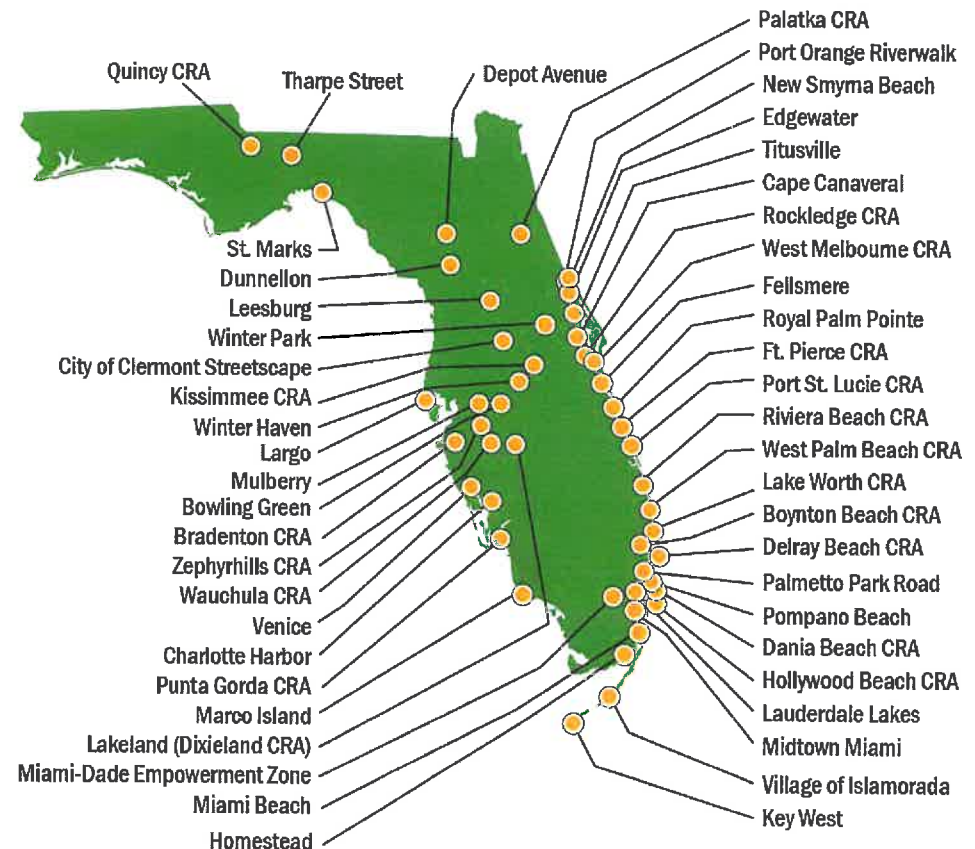 Quincy CRA
Tharpe Street
Depot Avenue
Palatka CRA
Port Orange Riverwalk
New Smyrna Beach
Edgewater
Titusville
Cape Canaveral
Rockledge CRA
West Melbourne CRA
Fellsmere
Royal Palm Pointe
Ft. Pierce CRA
Port St. Lucie CRA
Riviera Beach CRA
West Palm Beach CRA
Lake Worth CRA
Boynton Beach CRA
Delray Beach CRA
Palmetto Park Road
Pompano Beach
Dania Beach CRA
Hollywood Beach CRA
Lauderdale Lakes
Midtown Miami
Village of Islamorada
Key West
St. Marks
Dunnellon
Leesburg
Winter Park
City of Clermont Streetscape
Kissimmee CRA
Winter Haven
Largo
Mulberry
Bowling Green
Bradenton CRA
Zephyrhills CRA
Wauchula CRA
Venice
Charlotte Harbor
Punta Gorda CRA
Marco Island
Lakeland (Dixieland CRA)
Miami-Dade Empowerment Zone
Miami Beach
Homestead